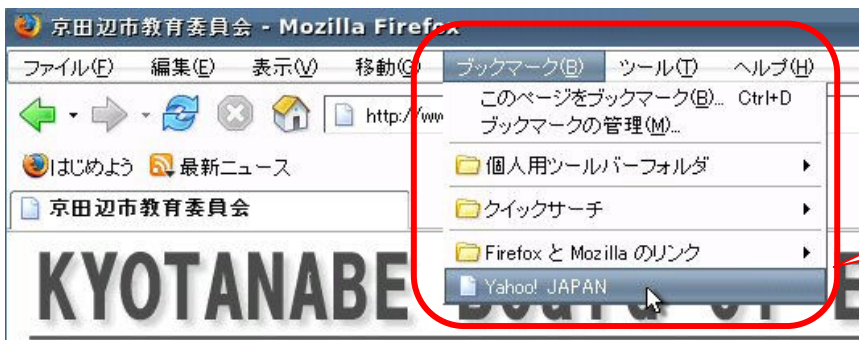 京田辺市教育委員会 - Mozilla Firefox
ファイル(F) 編集(E) 表示(V) 移動(G) ブックマーク(B) ツール(T) ヘルプ(H)
このページをブックマーク(B)... Ctrl+D
http://ww
ブックマークの管理(M)...
はじめよう 最新ニュース
個人用ツールバーフォルダ
京田辺市教育委員会
クイックサーチ
Firefox と Mozilla のリンク
Yahoo! JAPAN
KYOTANABE Board of E